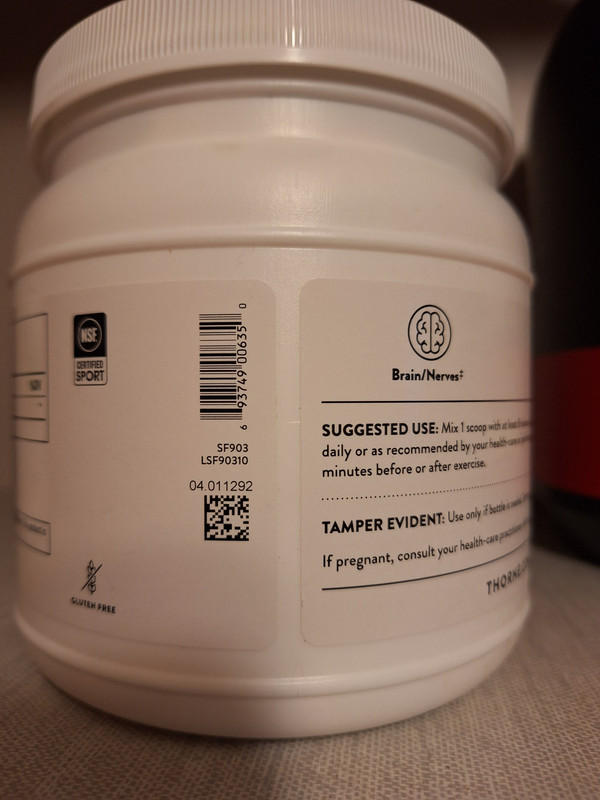 NSF
CERTIFIED
SPORT
6 93749 00635 0
SF903
LSF90310
04.011292
GLUTEN FREE
Brain/Nerves‡
SUGGESTED USE: Mix 1 scoop with at least
daily or as recommended by your health-care
minutes before or after exercise.
TAMPER EVIDENT: Use only if bottle is
If pregnant, consult your health-care